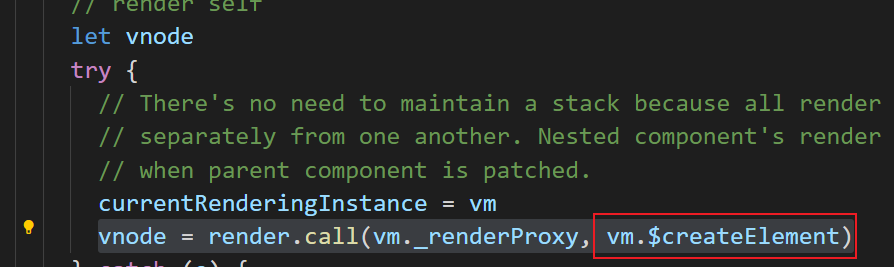 // render self
let vnode
try {
// There's no need to maintain a stack because all render
// separately from one another. Nested component's render
// when parent component is patched.
currentRenderingInstance = vm
vnode = render.call(vm._renderProxy, vm.$createElement)
} catch (e) {